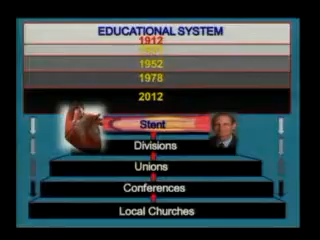 EDUCATIONAL SYSTEM
1912
1952
1978
2012
Stent
Divisions
Unions
Conferences
Local Churches